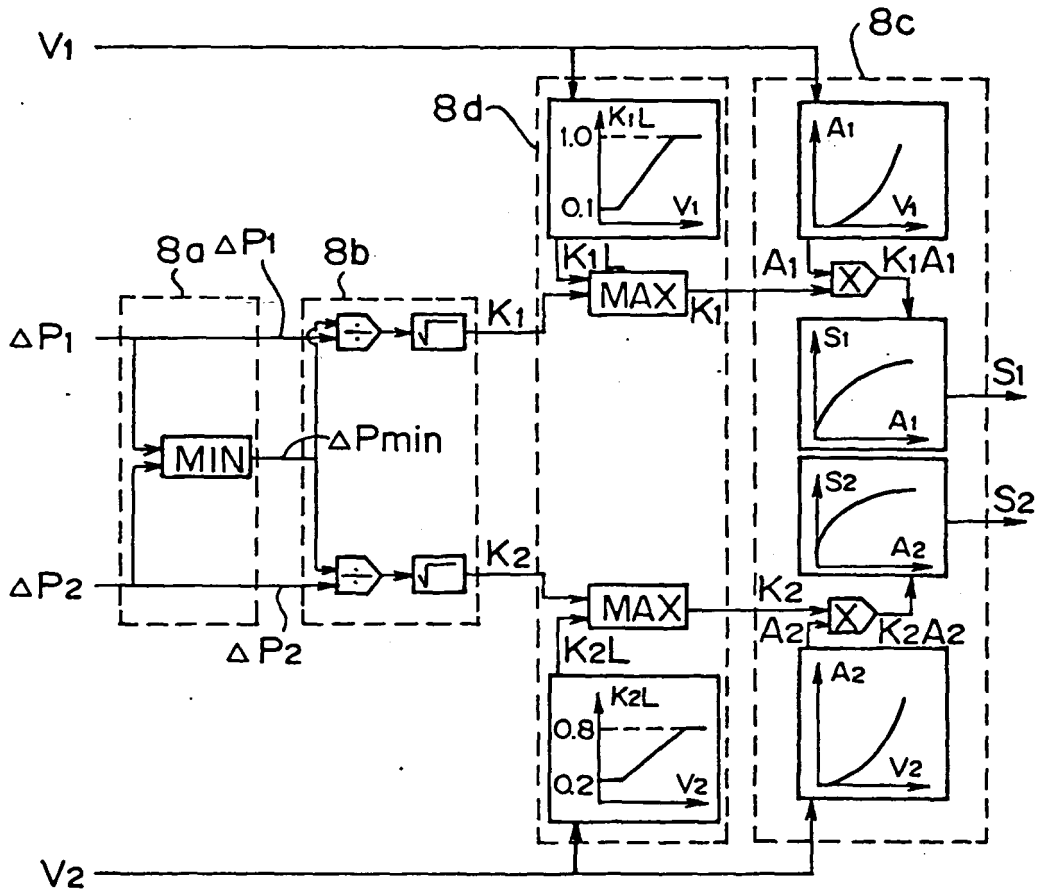 8c
V1
8d
K1L
1.0
0.1
V1
A1
V1
8a
ΔP1
8b
K1L
MAX
K1
K1
A1
X
K1A1
ΔP1
÷
√
S1
A1
S1
MIN
ΔPmin
S2
A2
S2
ΔP2
÷
√
K2
MAX
K2
A2
X
K2A2
ΔP2
K2L
K2L
0.8
0.2
V2
A2
V2
V2